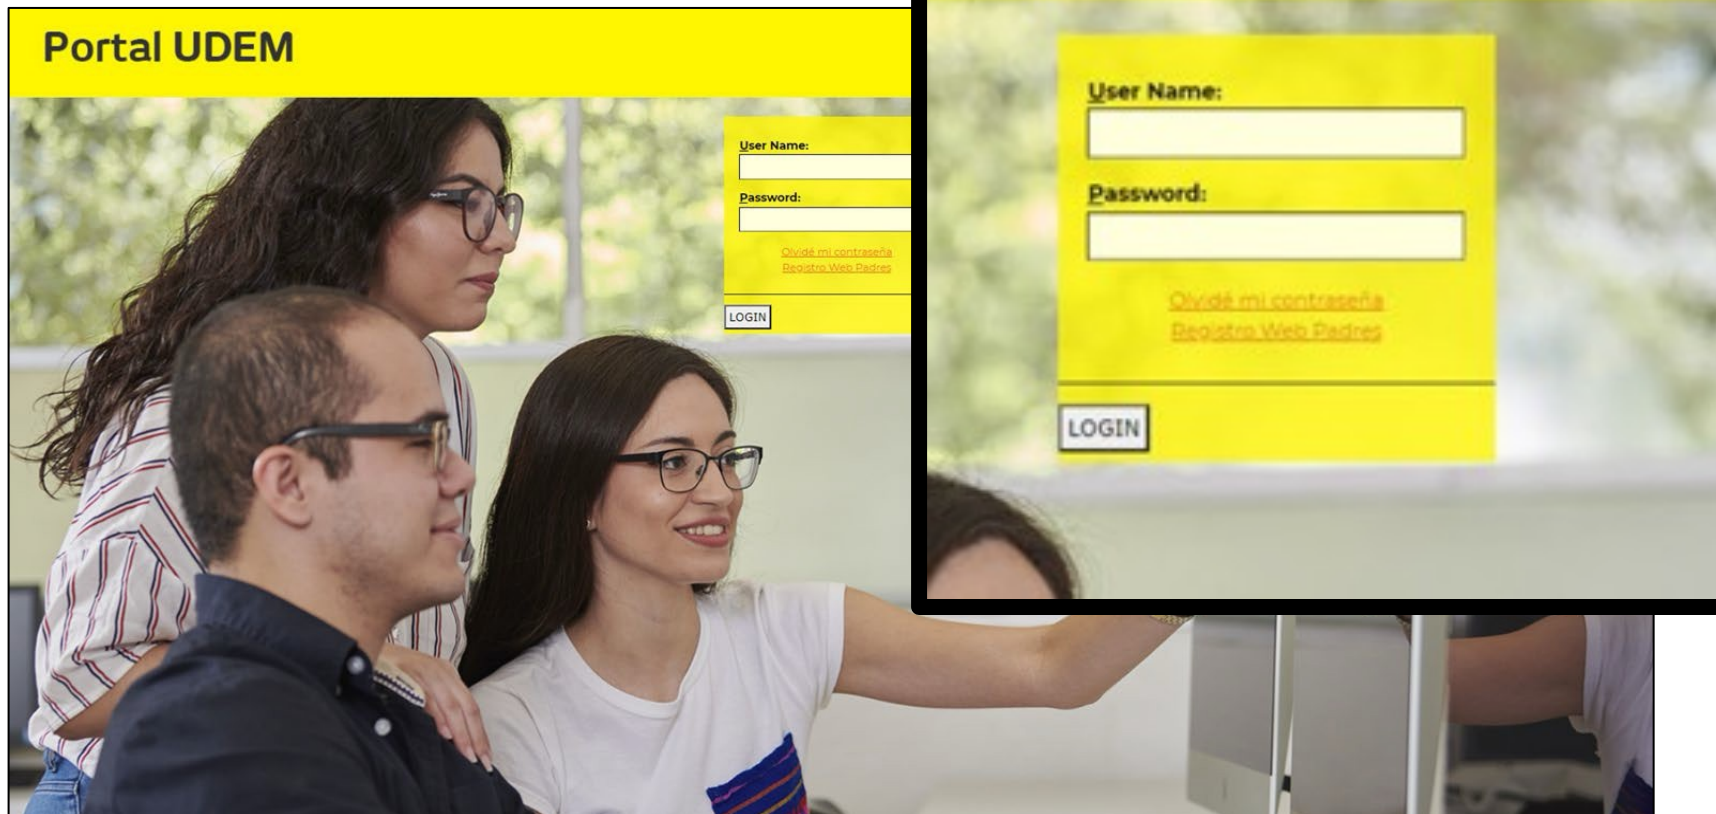 Portal UDEM
User Name:
Password:
Olvidé mi contraseña
Registro Web Padres
LOGIN
User Name:
Password:
Olvidé mi contraseña
Registro Web Padres
LOGIN